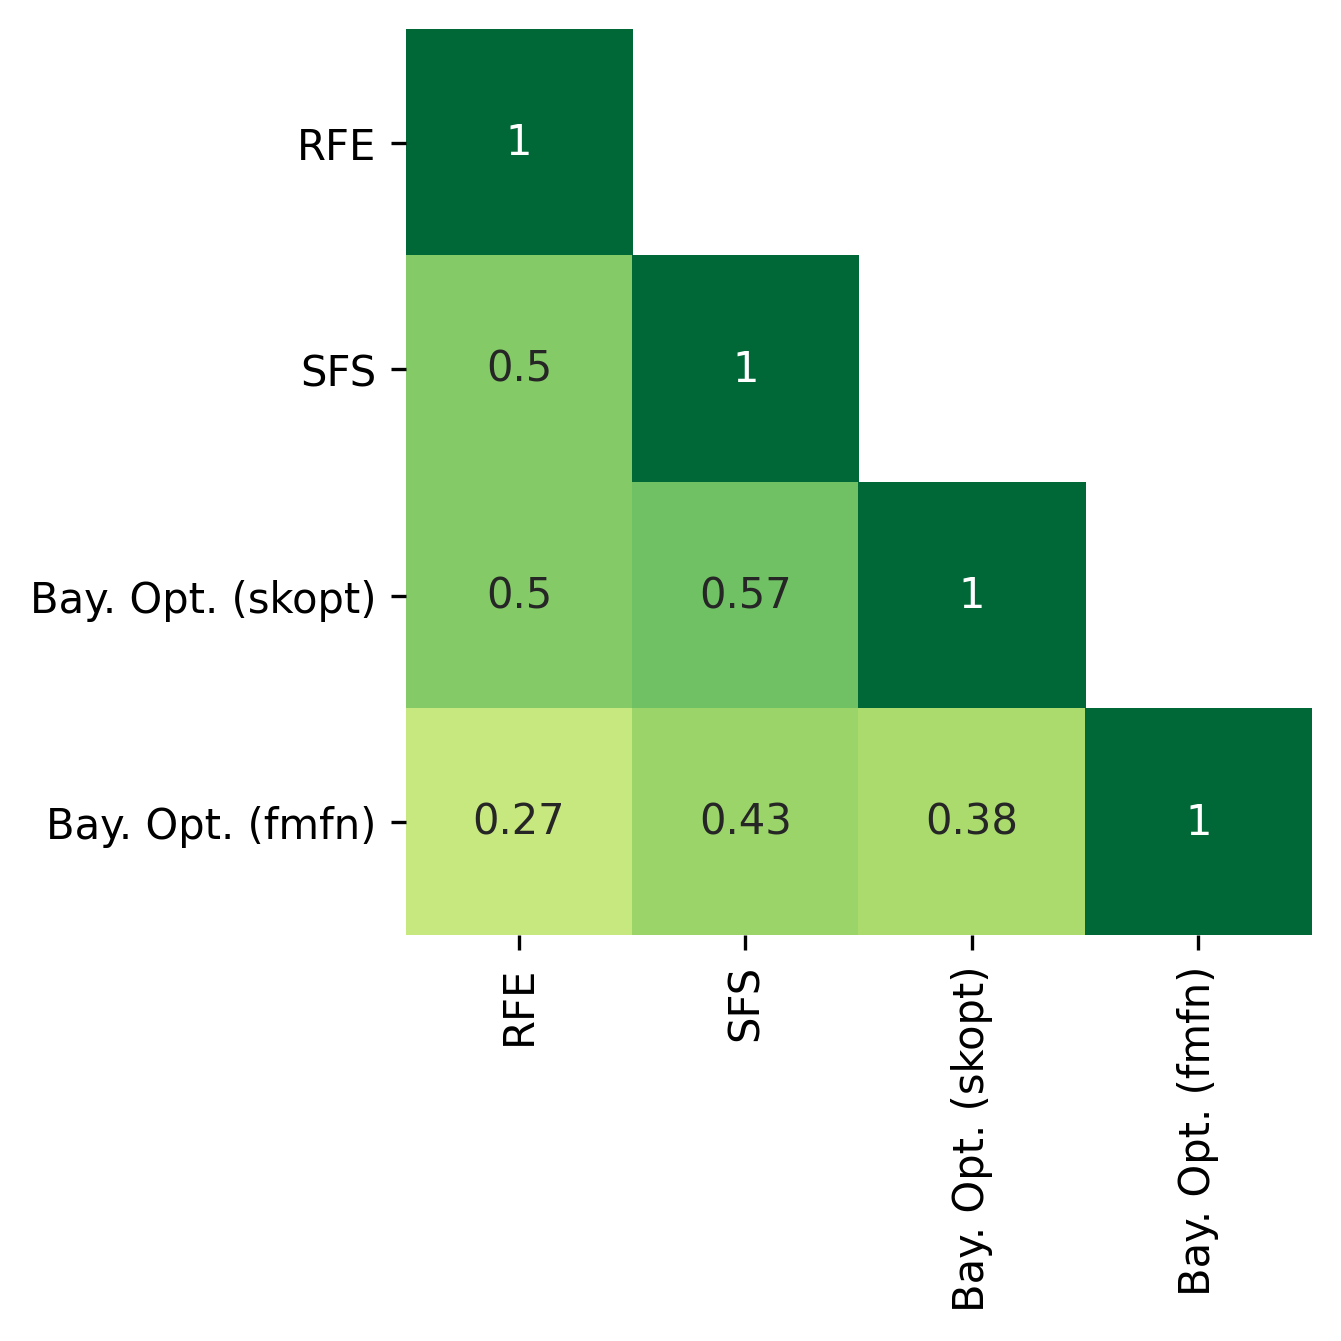 RFE 1
SFS 0.5 1
Bay. Opt. (skopt) 0.5 0.57 1
Bay. Opt. (fmfn) 0.27 0.43 0.38 1
RFE
SFS
Bay. Opt. (skopt)
Bay. Opt. (fmfn)